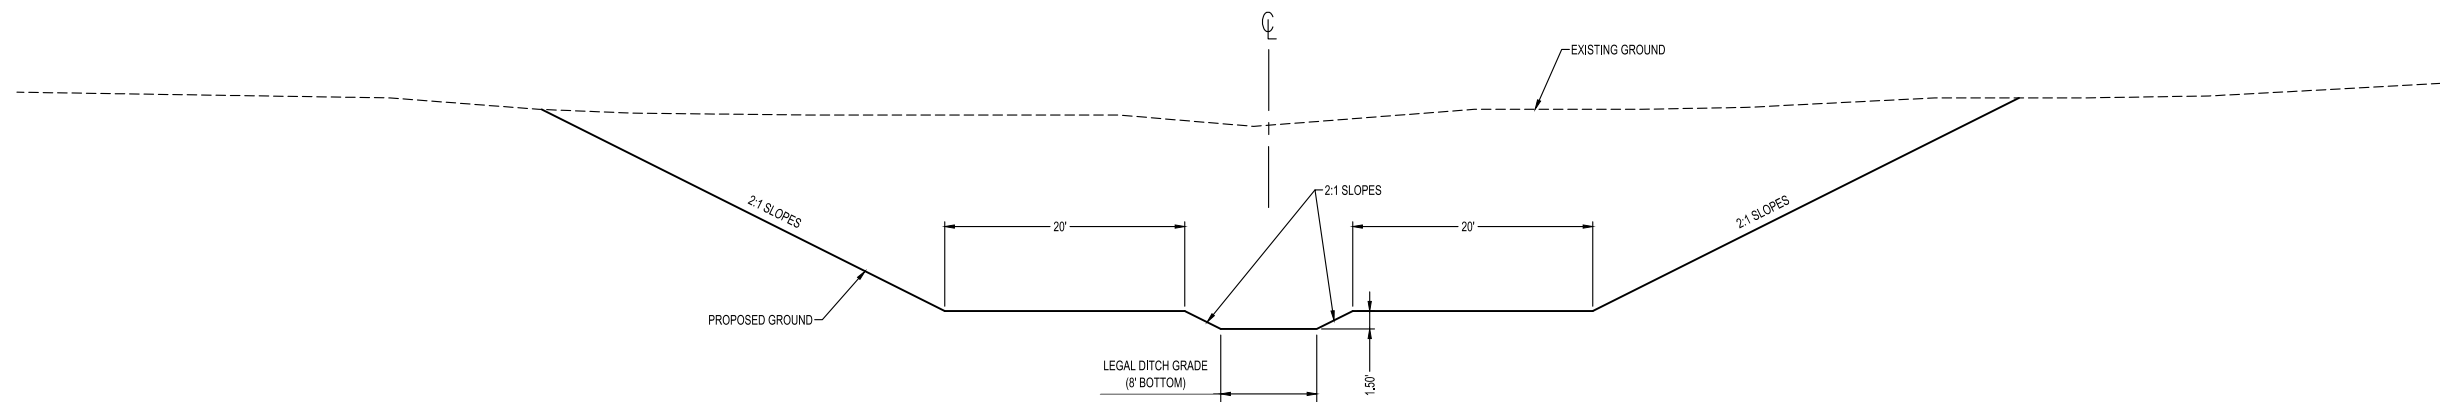 ℄
EXISTING GROUND
2:1 SLOPES
2:1 SLOPES
2:1 SLOPES
20'
20'
PROPOSED GROUND
LEGAL DITCH GRADE
(8' BOTTOM)
1.50'